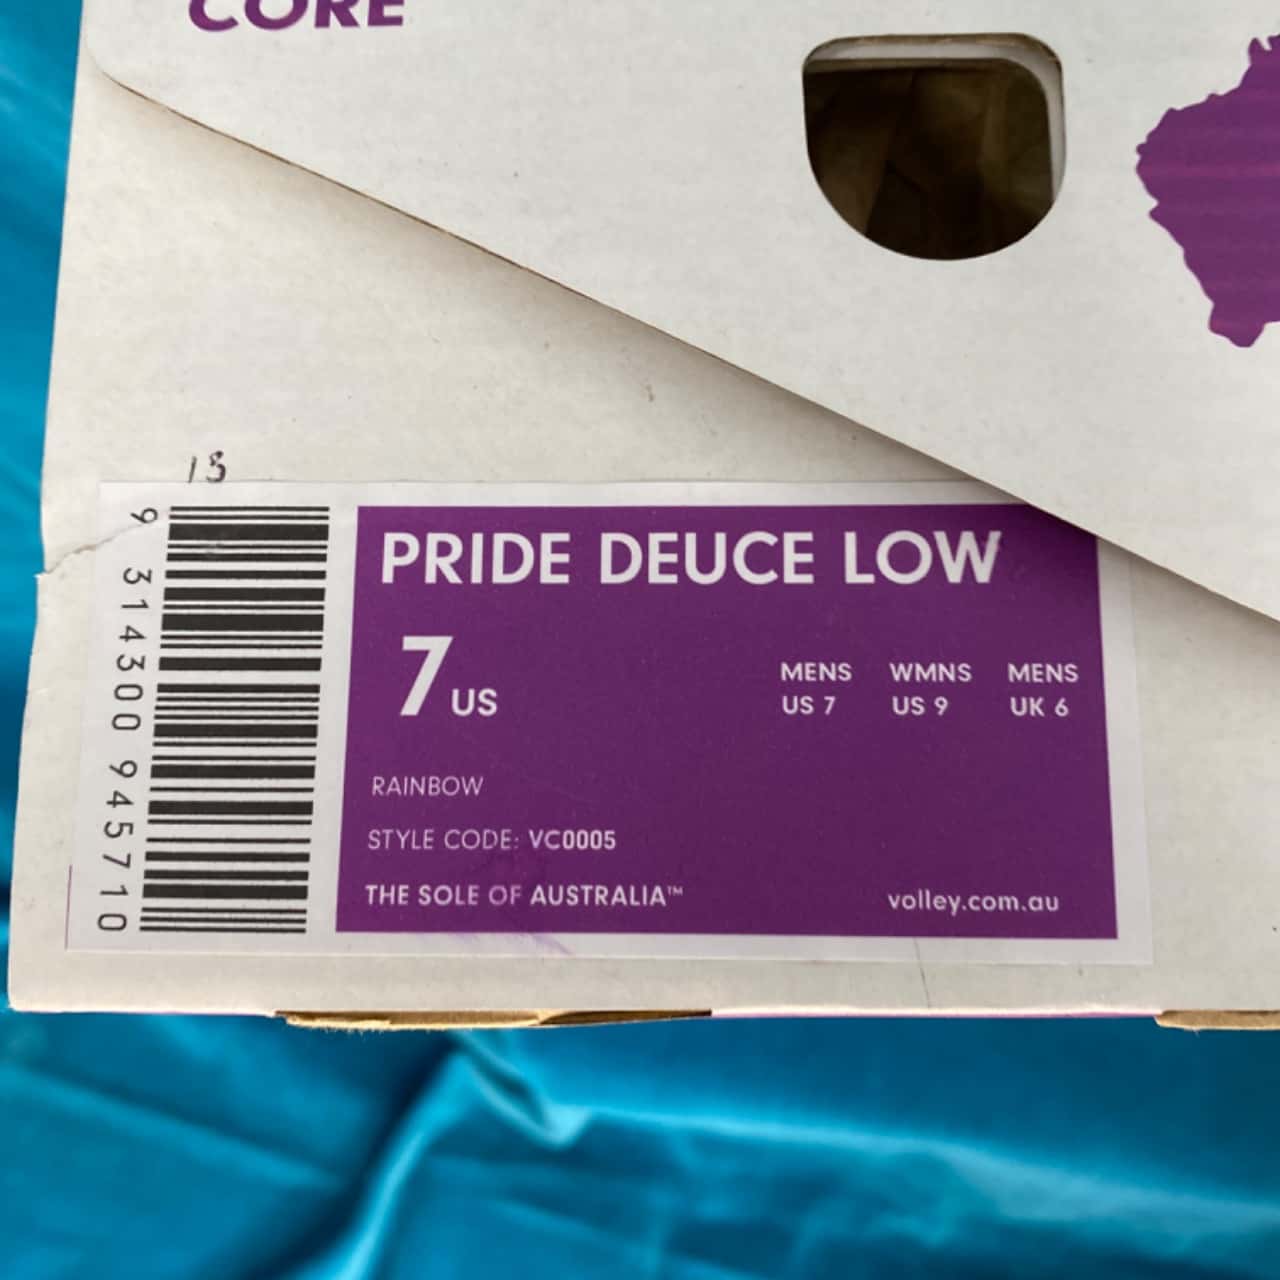 CORE
13
9 314300 945710
PRIDE DEUCE LOW
7 US
MENS WMNS MENS
US 7 US 9 UK 6
RAINBOW
STYLE CODE: VC0005
THE SOLE OF AUSTRALIA™
volley.com.au